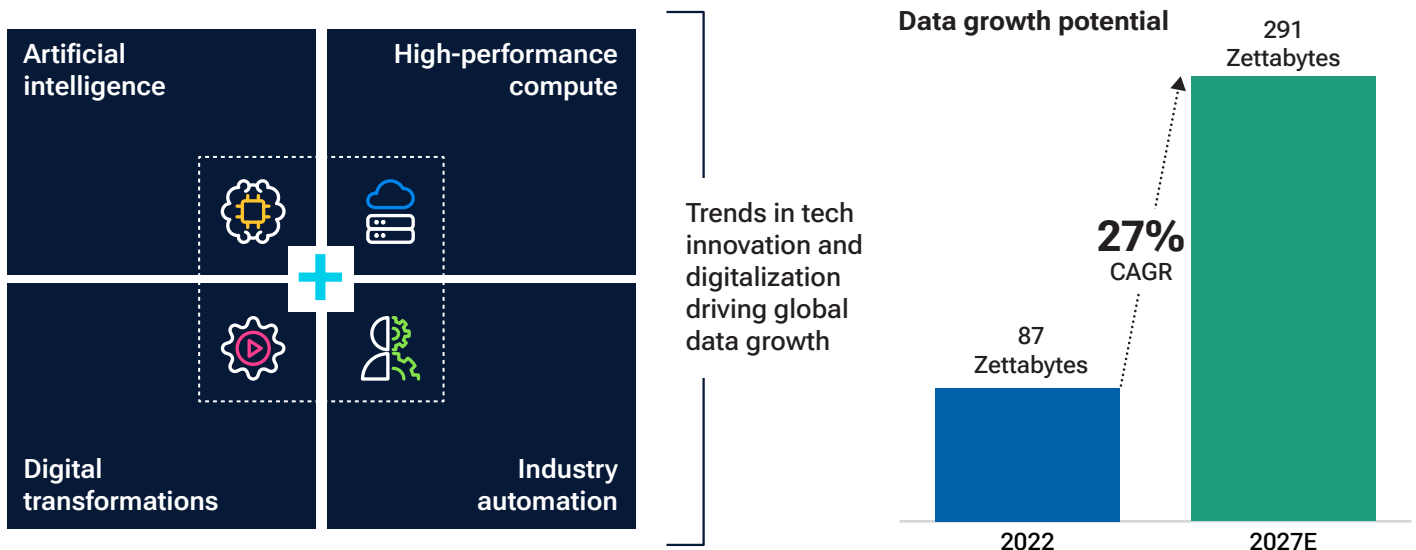 Artificial
intelligence
High-performance
compute
Digital
transformations
Industry
automation
Trends in tech
innovation and
digitalization
driving global
data growth
Data growth potential
87
Zettabytes
27%
CAGR
291
Zettabytes
2022
2027E